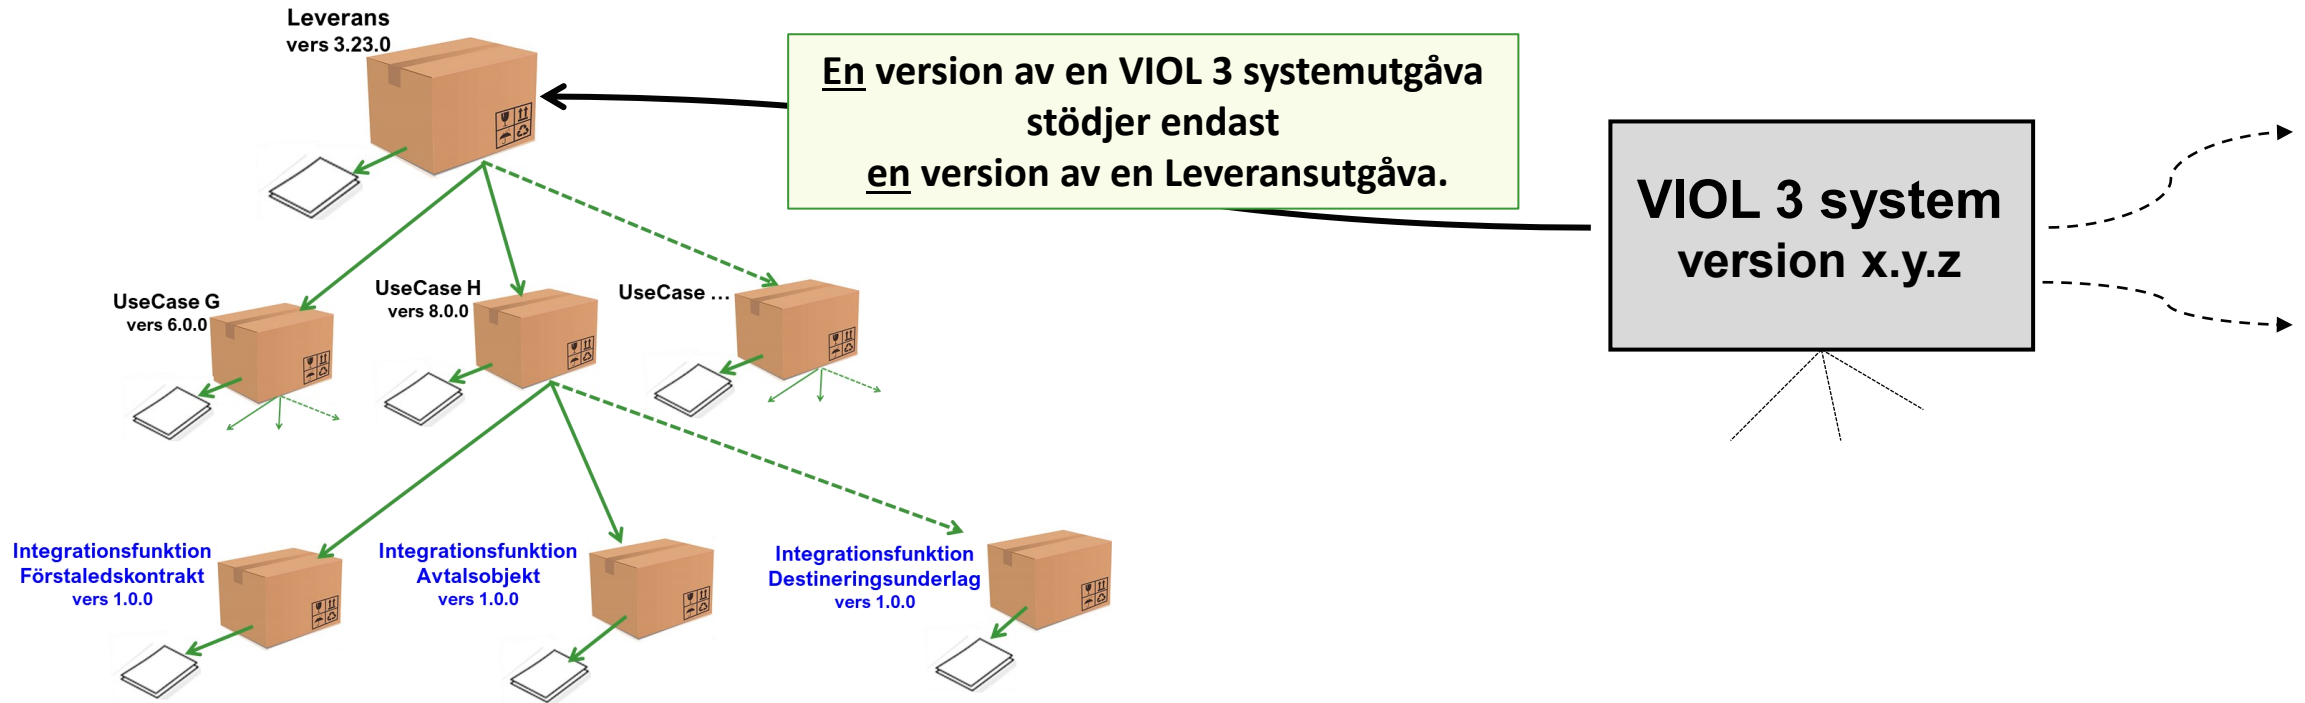 Leverans
vers 3.23.0
En version av en VIOL 3 systemutgåva
stödjer endast
en version av en Leveransutgåva.
VIOL 3 system
version x.y.z
UseCase G
vers 6.0.0
UseCase H
vers 8.0.0
UseCase ...
Integrationsfunktion
Förstaledskontrakt
vers 1.0.0
Integrationsfunktion
Avtalsobjekt
vers 1.0.0
Integrationsfunktion
Destineringsunderlag
vers 1.0.0